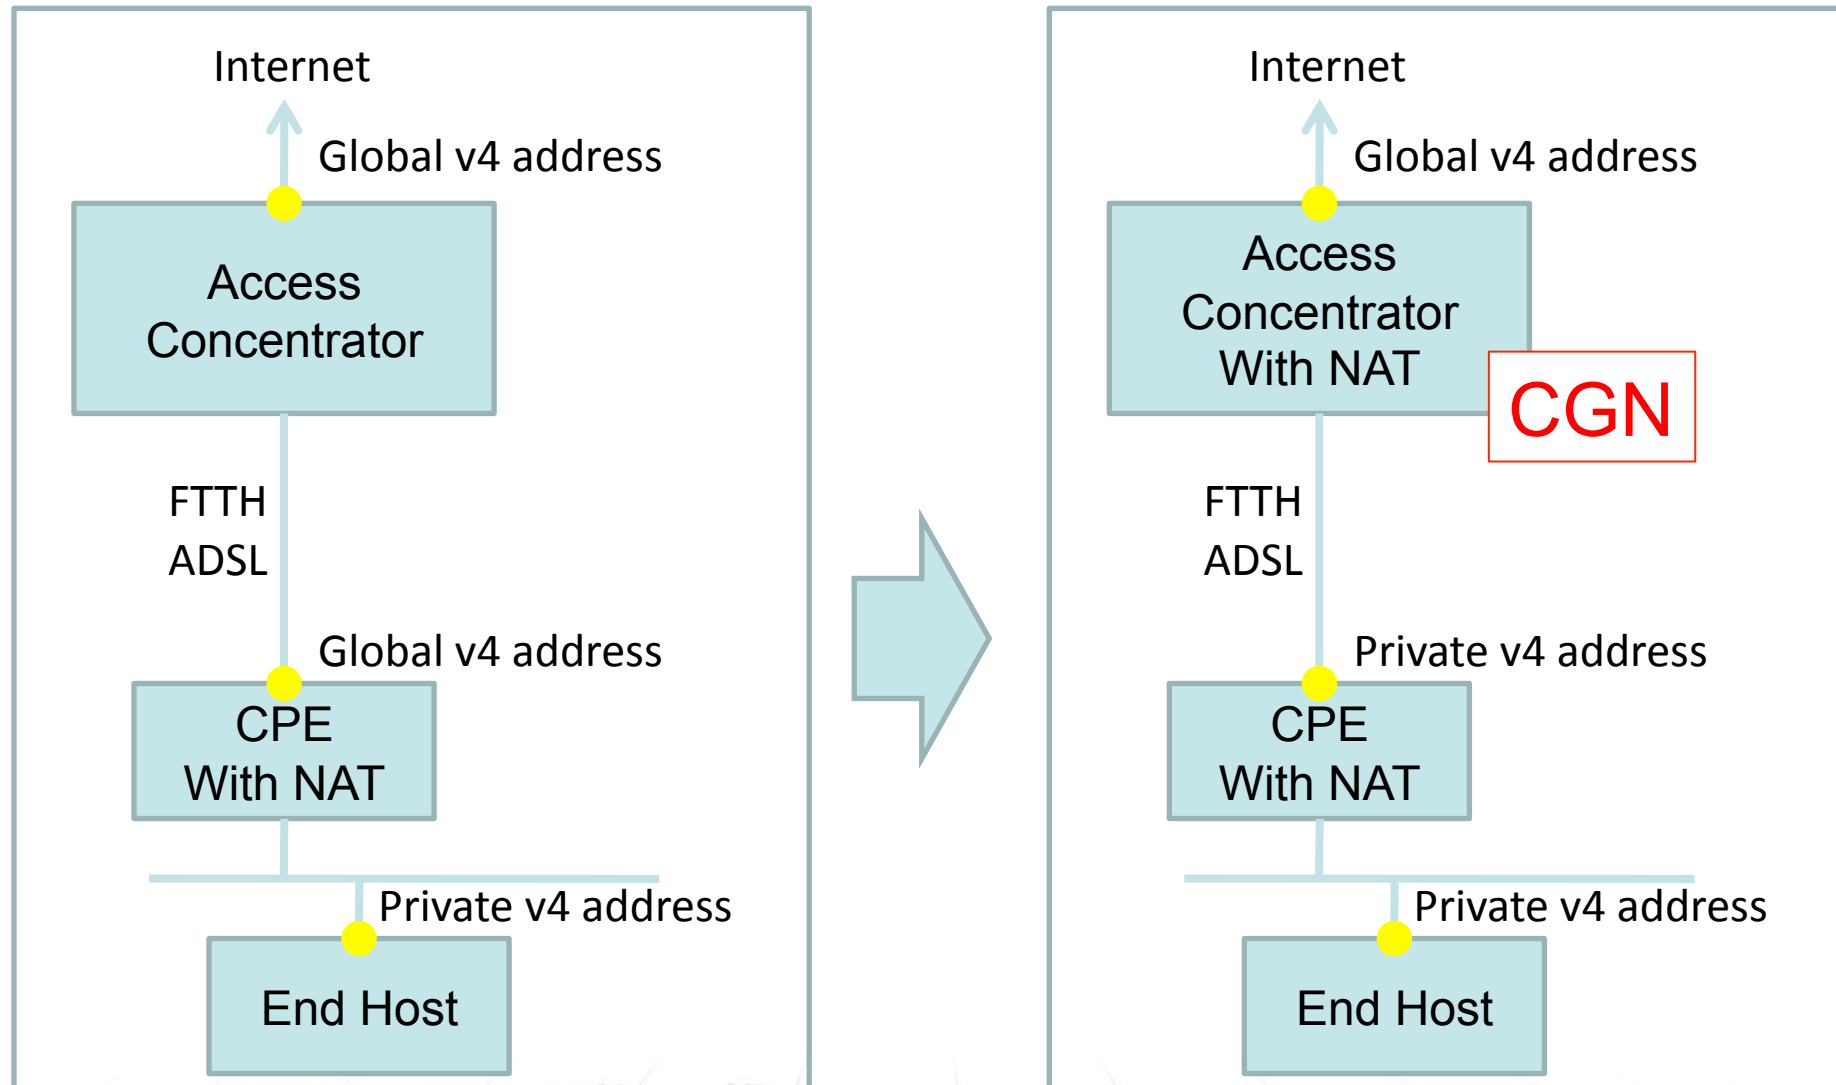 Internet
Global v4 address
Access
Concentrator
FTTH
ADSL
Global v4 address
CPE
With NAT
Private v4 address
End Host
Internet
Global v4 address
Access
Concentrator
With NAT
CGN
FTTH
ADSL
Private v4 address
CPE
With NAT
Private v4 address
End Host